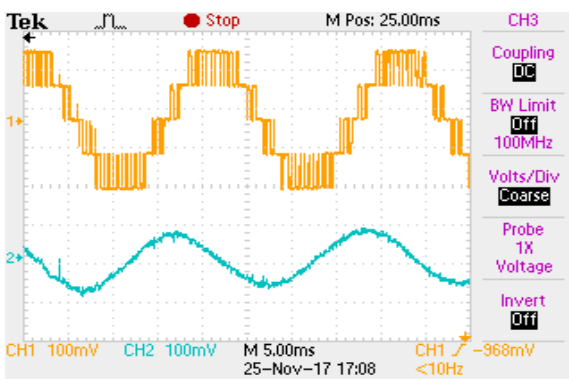 Tek Stop M Pos: 25.00ms CH3
Coupling
DC
BW Limit
Off
100MHz
Volts/Div
Coarse
Probe
1X
Voltage
Invert
Off
1
2
CH1 100mV CH2 100mV M 5.00ms CH1 -968mV
25-Nov-17 17:08 <10Hz